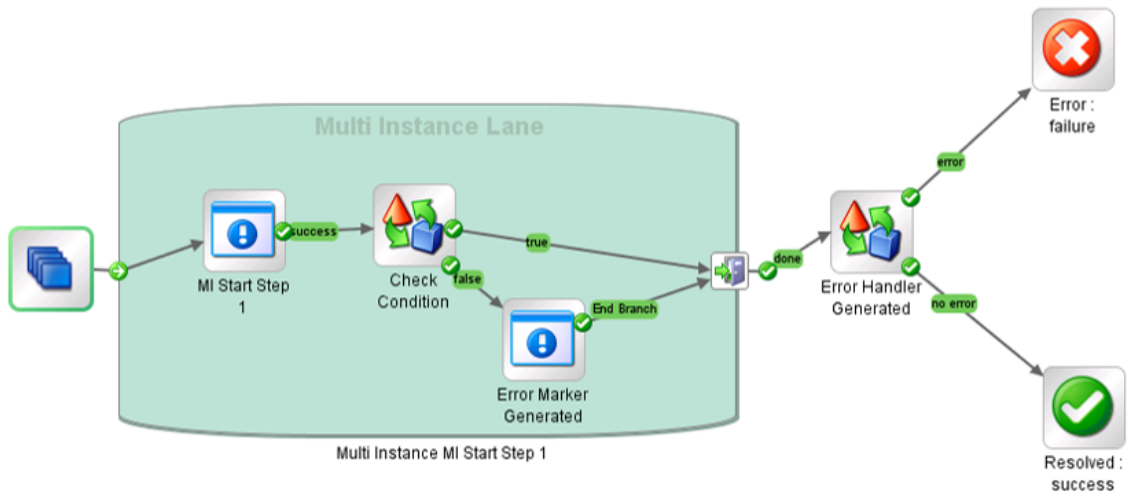 Error :
failure
Multi Instance Lane
error
success
true
done
MI Start Step
1
Check
Condition
false
Error Handler
Generated
End Branch
no error
Error Marker
Generated
Multi Instance MI Start Step 1
Resolved :
success